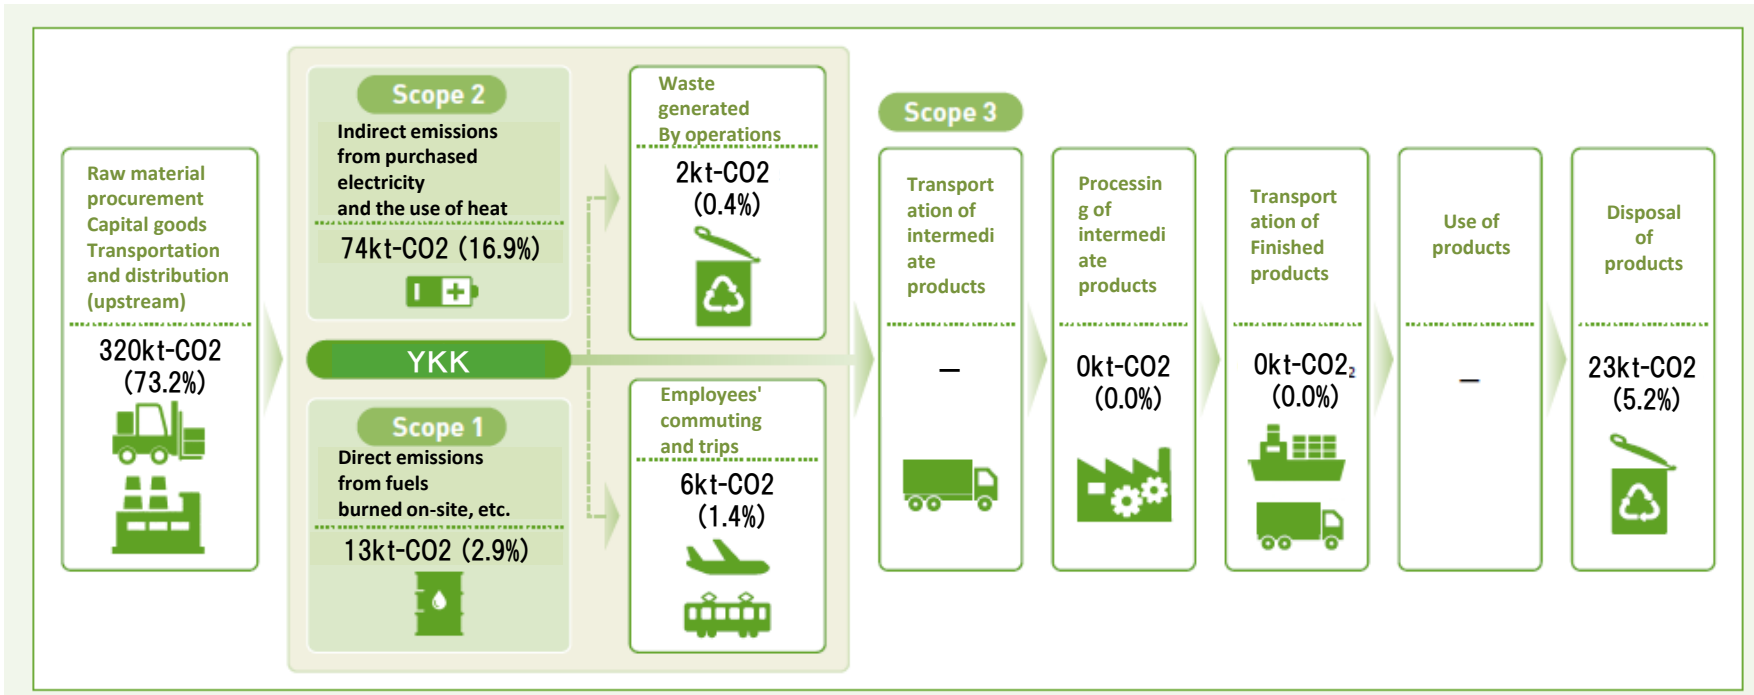 Raw material
procurement
Capital goods
Transportation
and distribution
(upstream)
320kt-CO2
(73.2%)
Scope 2
Indirect emissions
from purchased
electricity
and the use of heat
74kt-CO2 (16.9%)
YKK
Scope 1
Direct emissions
from fuels
burned on-site, etc.
13kt-CO2 (2.9%)
Waste
generated
By operations
2kt-CO2
(0.4%)
Employees'
commuting
and trips
6kt-CO2
(1.4%)
Scope 3
Transport
ation of
intermedi
ate
products
—
Processin
g of
intermedi
ate
products
0kt-CO2
(0.0%)
Transport
ation of
Finished
products
0kt-CO2₂
(0.0%)
Use of
products
—
Disposal
of
products
23kt-CO2
(5.2%)